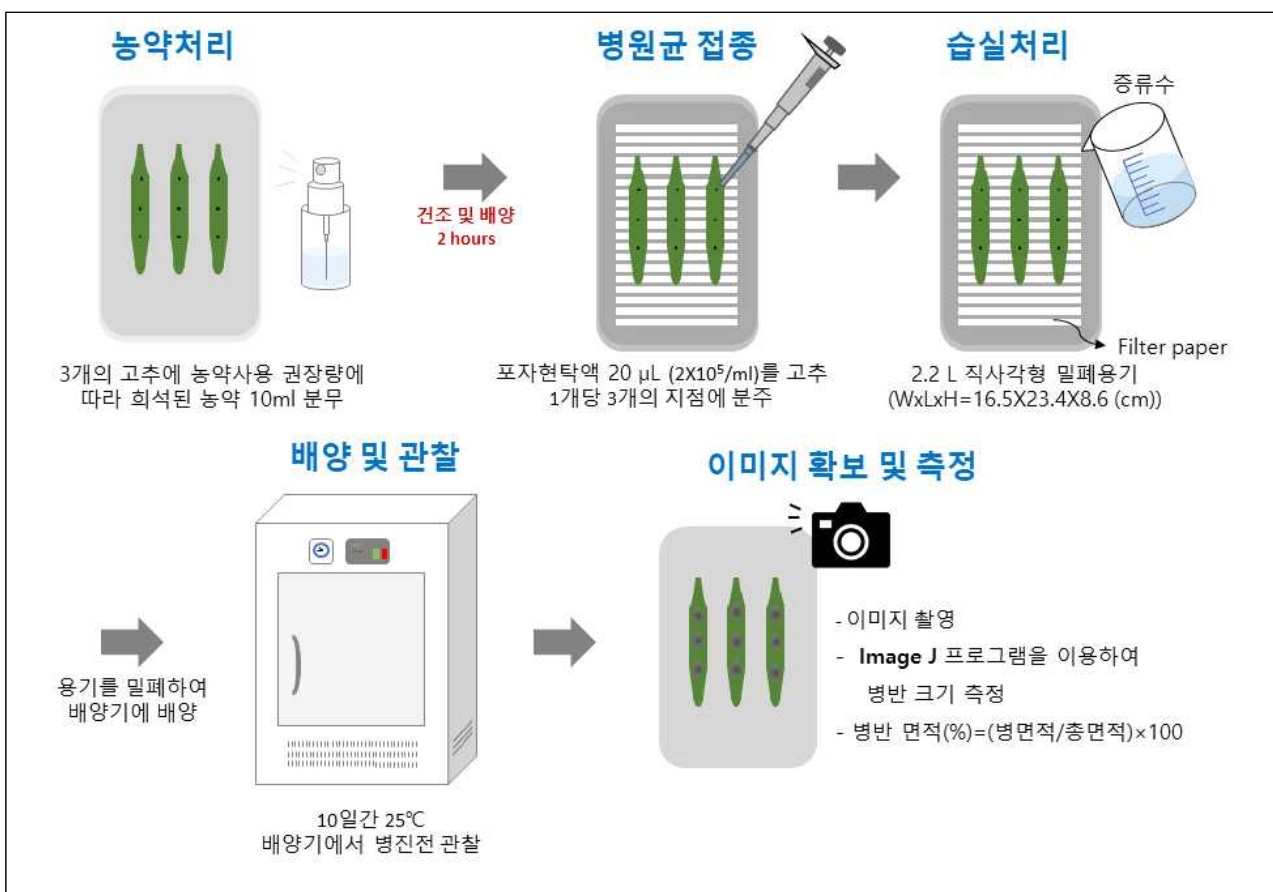 농약처리
병원균 접종
습실처리
증류수
건조 및 배양
2 hours
Filter paper
3개의 고추에 농약사용 권장량에
따라 희석된 농약 10ml 분무
포자현탁액 20 μL (2X10⁵/ml)를 고추
1개당 3개의 지점에 분주
2.2 L 직사각형 밀폐용기
(WxLxH=16.5X23.4X8.6 (cm))
배양 및 관찰
이미지 확보 및 측정
용기를 밀폐하여
배양기에 배양
- 이미지 촬영
- Image J 프로그램을 이용하여
병반 크기 측정
- 병반 면적(%)=(병면적/총면적)×100
10일간 25℃
배양기에서 병진전 관찰